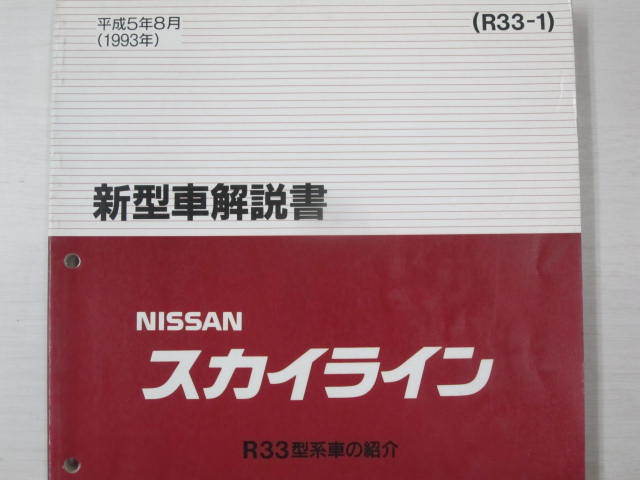 平成5年8月
(1993年)
(R33-1)
新型車解説書
NISSAN
スカイライン
R33型系車の紹介